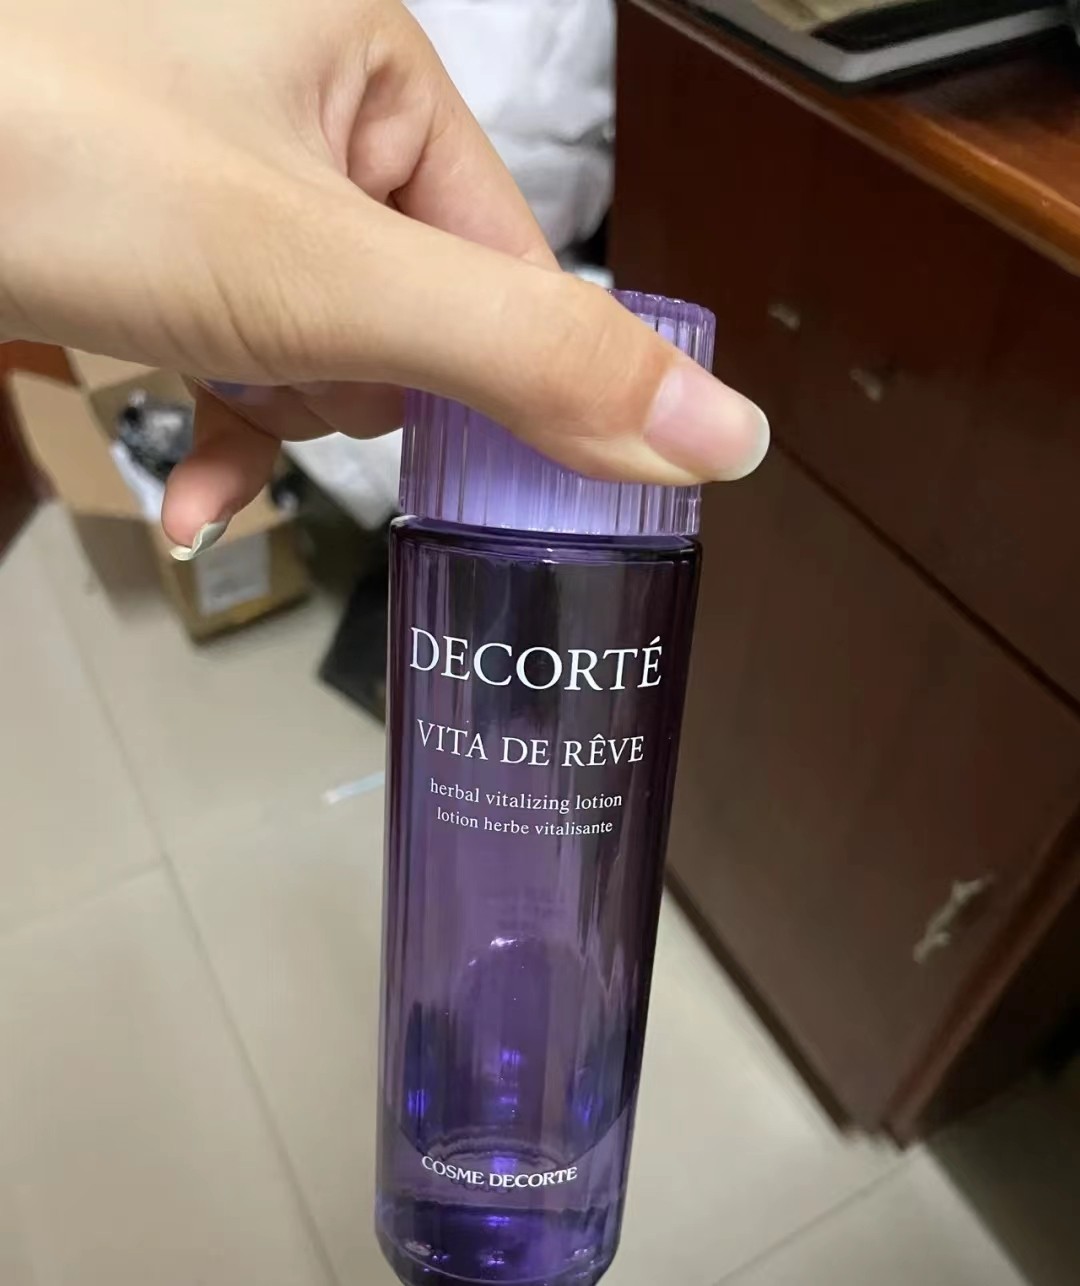 DECORTÉ
VITA DE RÊVE
herbal vitalizing lotion
lotion herbe vitalisante
COSME DECORTE